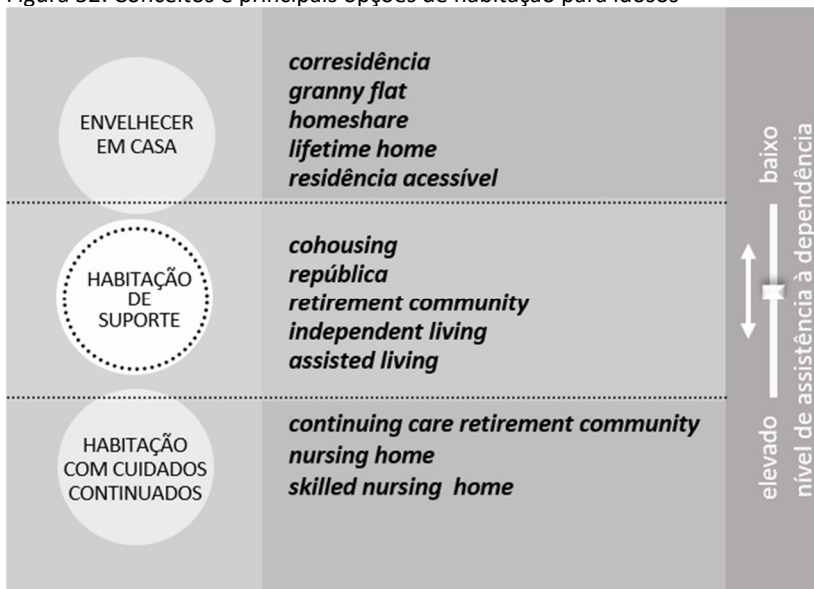 Figura 32: Conceitos e principais opções de habitação para idosos
ENVELHECER
EM CASA
corresidência
granny flat
homeshare
lifetime home
residência acessível
HABITAÇÃO
DE
SUPORTE
cohousing
república
retirement community
independent living
assisted living
HABITAÇÃO
COM CUIDADOS
CONTINUADOS
continuing care retirement community
nursing home
skilled nursing home
baixo
elevado
nível de assistência à dependência